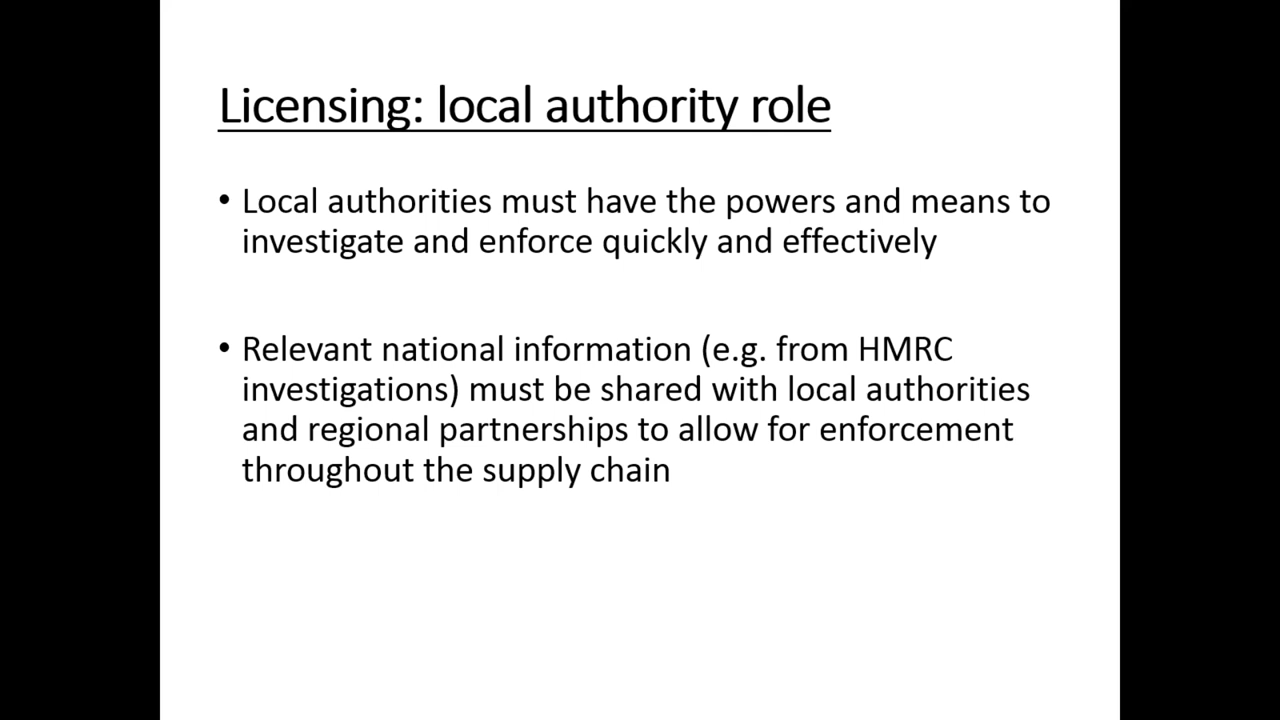 Licensing: local authority role
• Local authorities must have the powers and means to
investigate and enforce quickly and effectively
• Relevant national information (e.g. from HMRC
investigations) must be shared with local authorities
and regional partnerships to allow for enforcement
throughout the supply chain